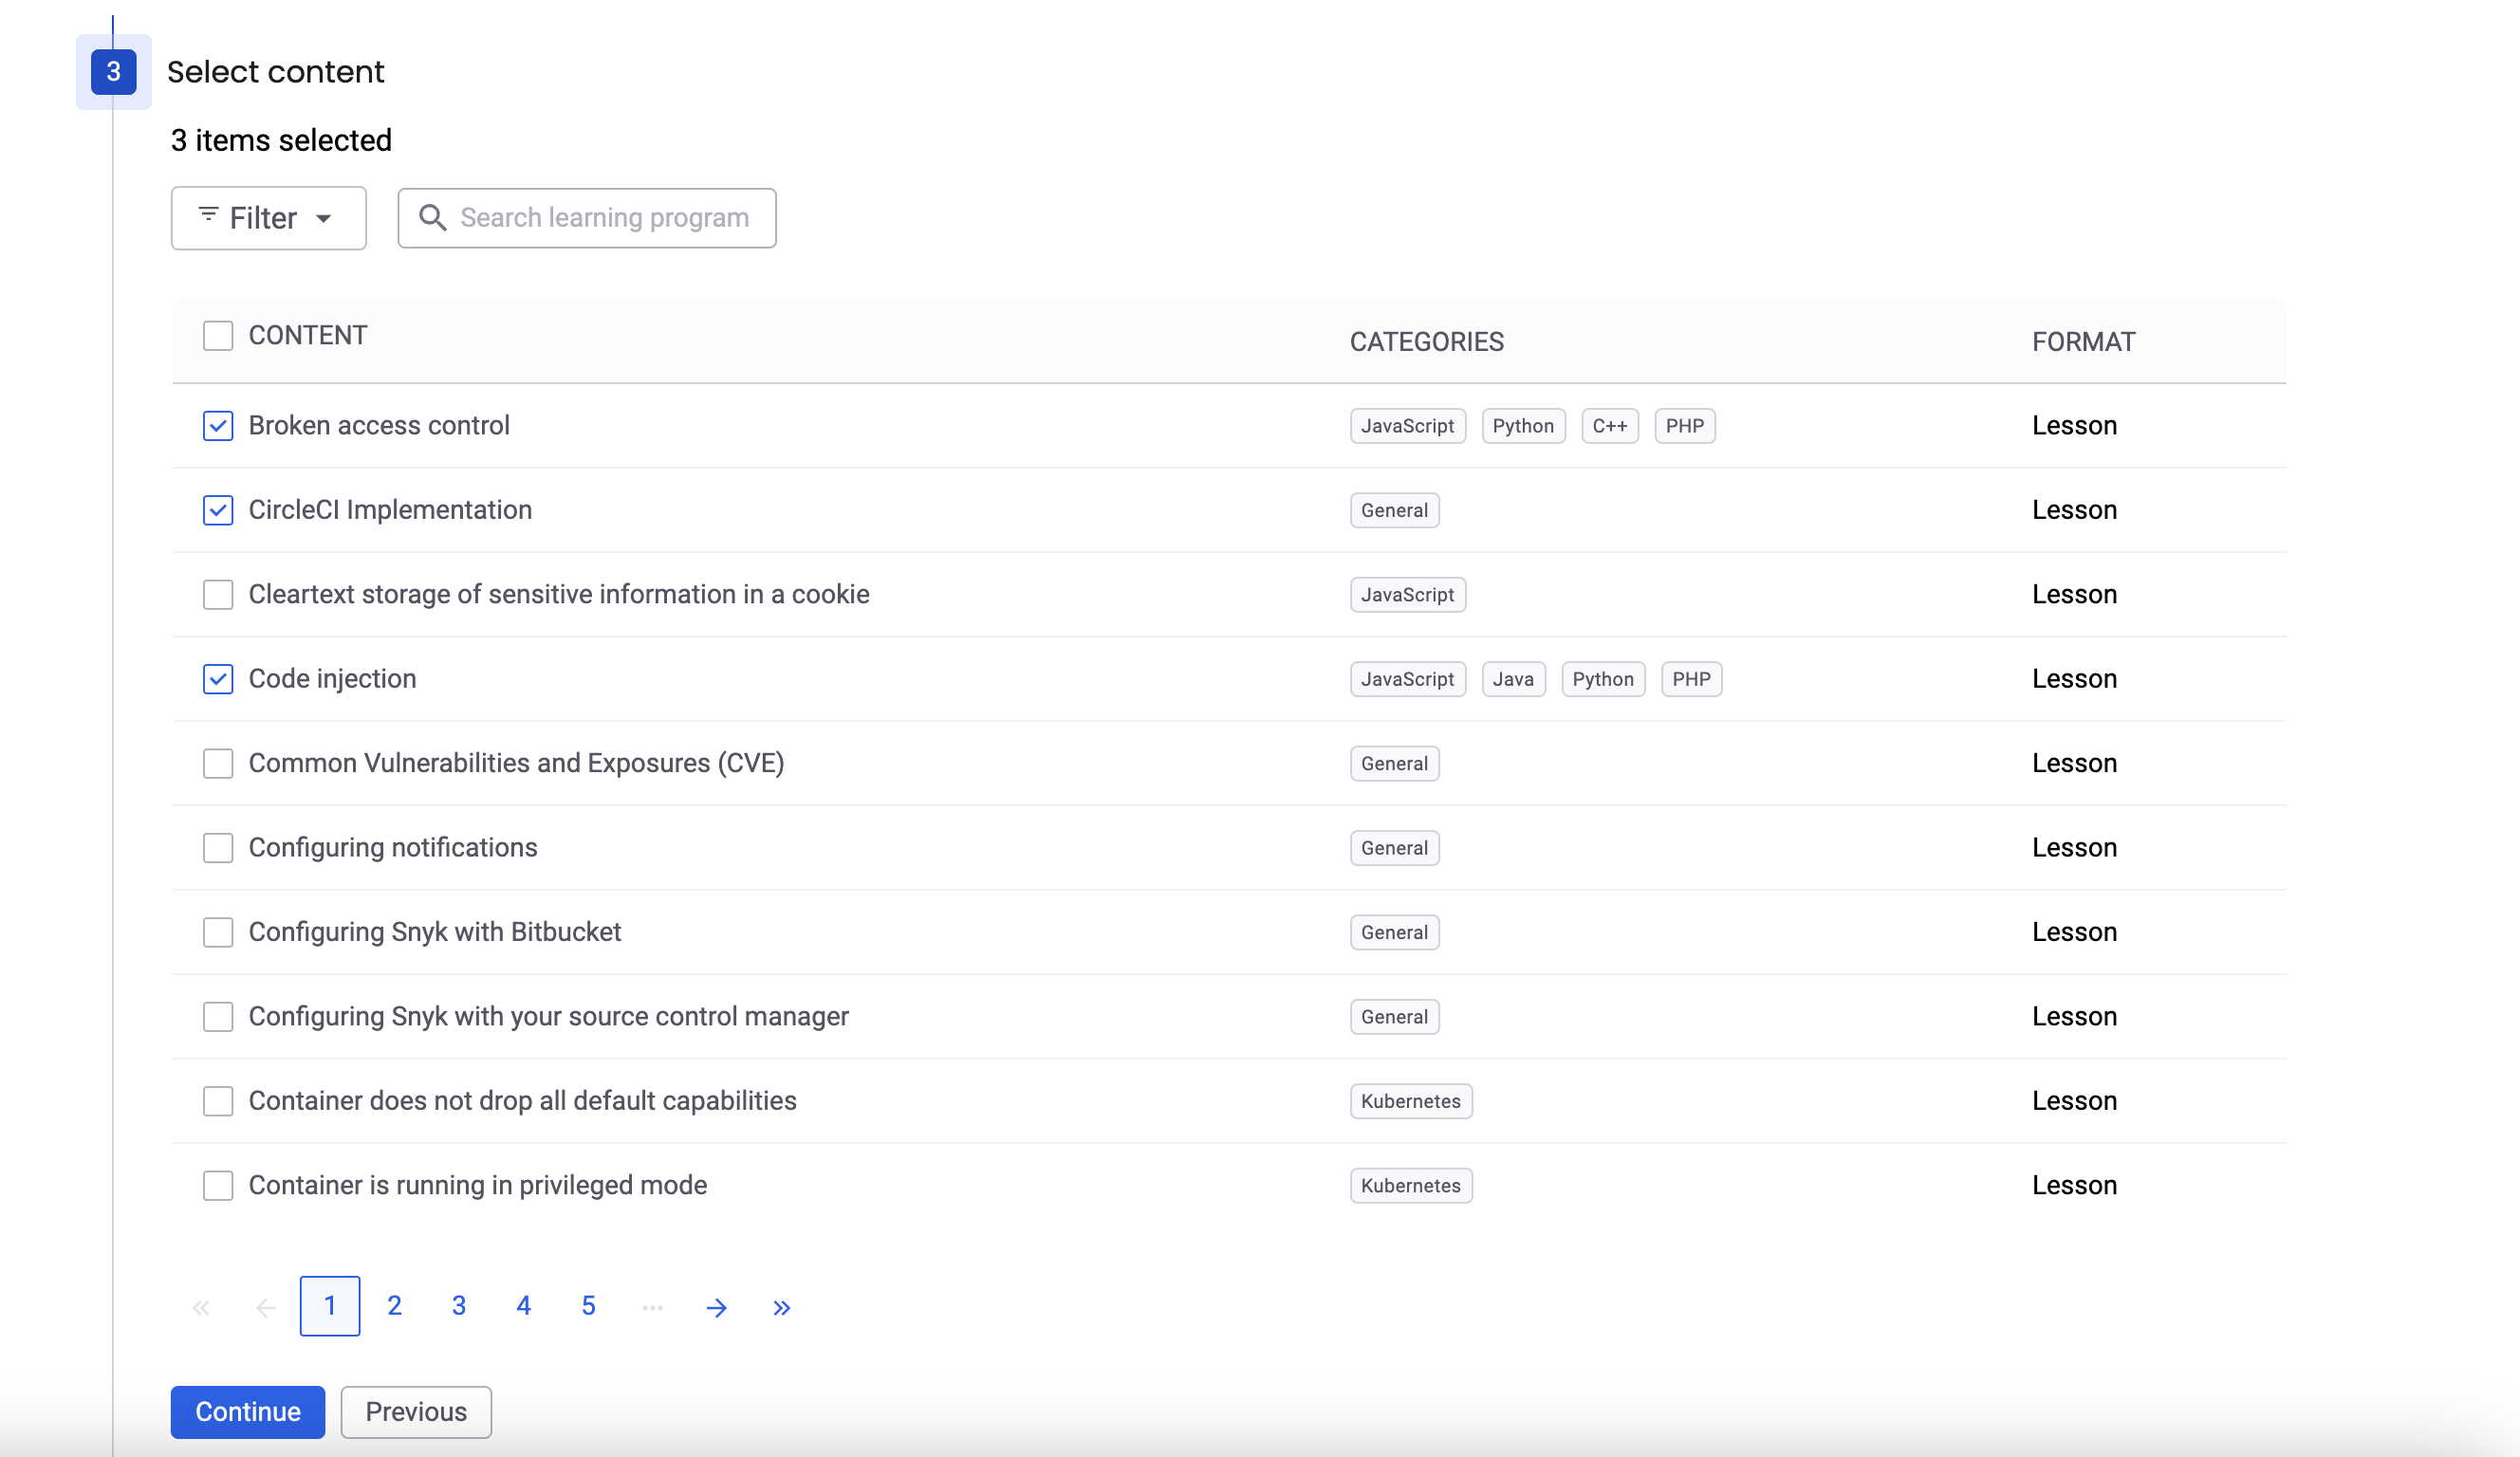 3 Select content
3 items selected
Filter Search learning program
CONTENT CATEGORIES FORMAT
Broken access control JavaScript Python C++ PHP Lesson
CircleCI Implementation General Lesson
Cleartext storage of sensitive information in a cookie JavaScript Lesson
Code injection JavaScript Java Python PHP Lesson
Common Vulnerabilities and Exposures (CVE) General Lesson
Configuring notifications General Lesson
Configuring Snyk with Bitbucket General Lesson
Configuring Snyk with your source control manager General Lesson
Container does not drop all default capabilities Kubernetes Lesson
Container is running in privileged mode Kubernetes Lesson
« ← 1 2 3 4 5 ... → »
Continue Previous